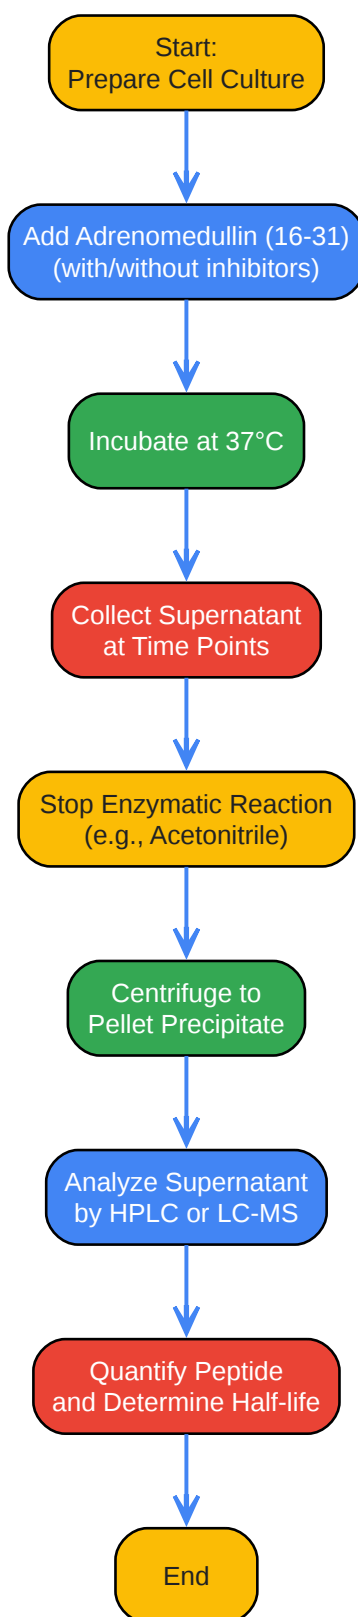 Start:
Prepare Cell Culture
Add Adrenomedullin (16-31)
(with/without inhibitors)
Incubate at 37°C
Collect Supernatant
at Time Points
Stop Enzymatic Reaction
(e.g., Acetonitrile)
Centrifuge to
Pellet Precipitate
Analyze Supernatant
by HPLC or LC-MS
Quantify Peptide
and Determine Half-life
End